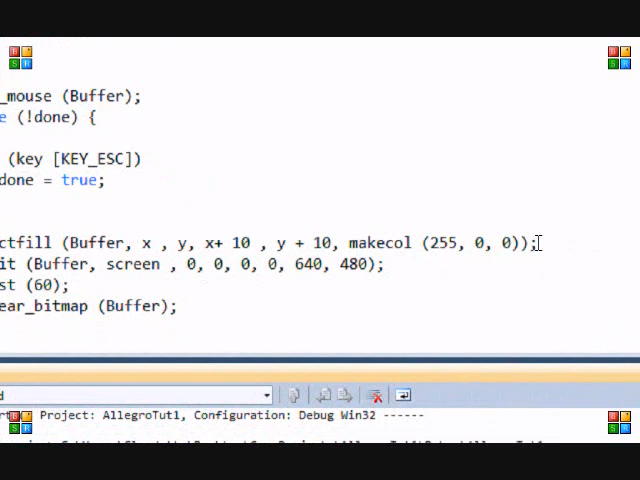 _mouse (Buffer);
e (!done) {
(key [KEY_ESC])
done = true;
ctfill (Buffer, x , y, x+ 10 , y + 10, makecol (255, 0, 0));
it (Buffer, screen , 0, 0, 0, 0, 640, 480);
st (60);
ear_bitmap (Buffer);
d
Project: AllegroTut1, Configuration: Debug Win32 ------